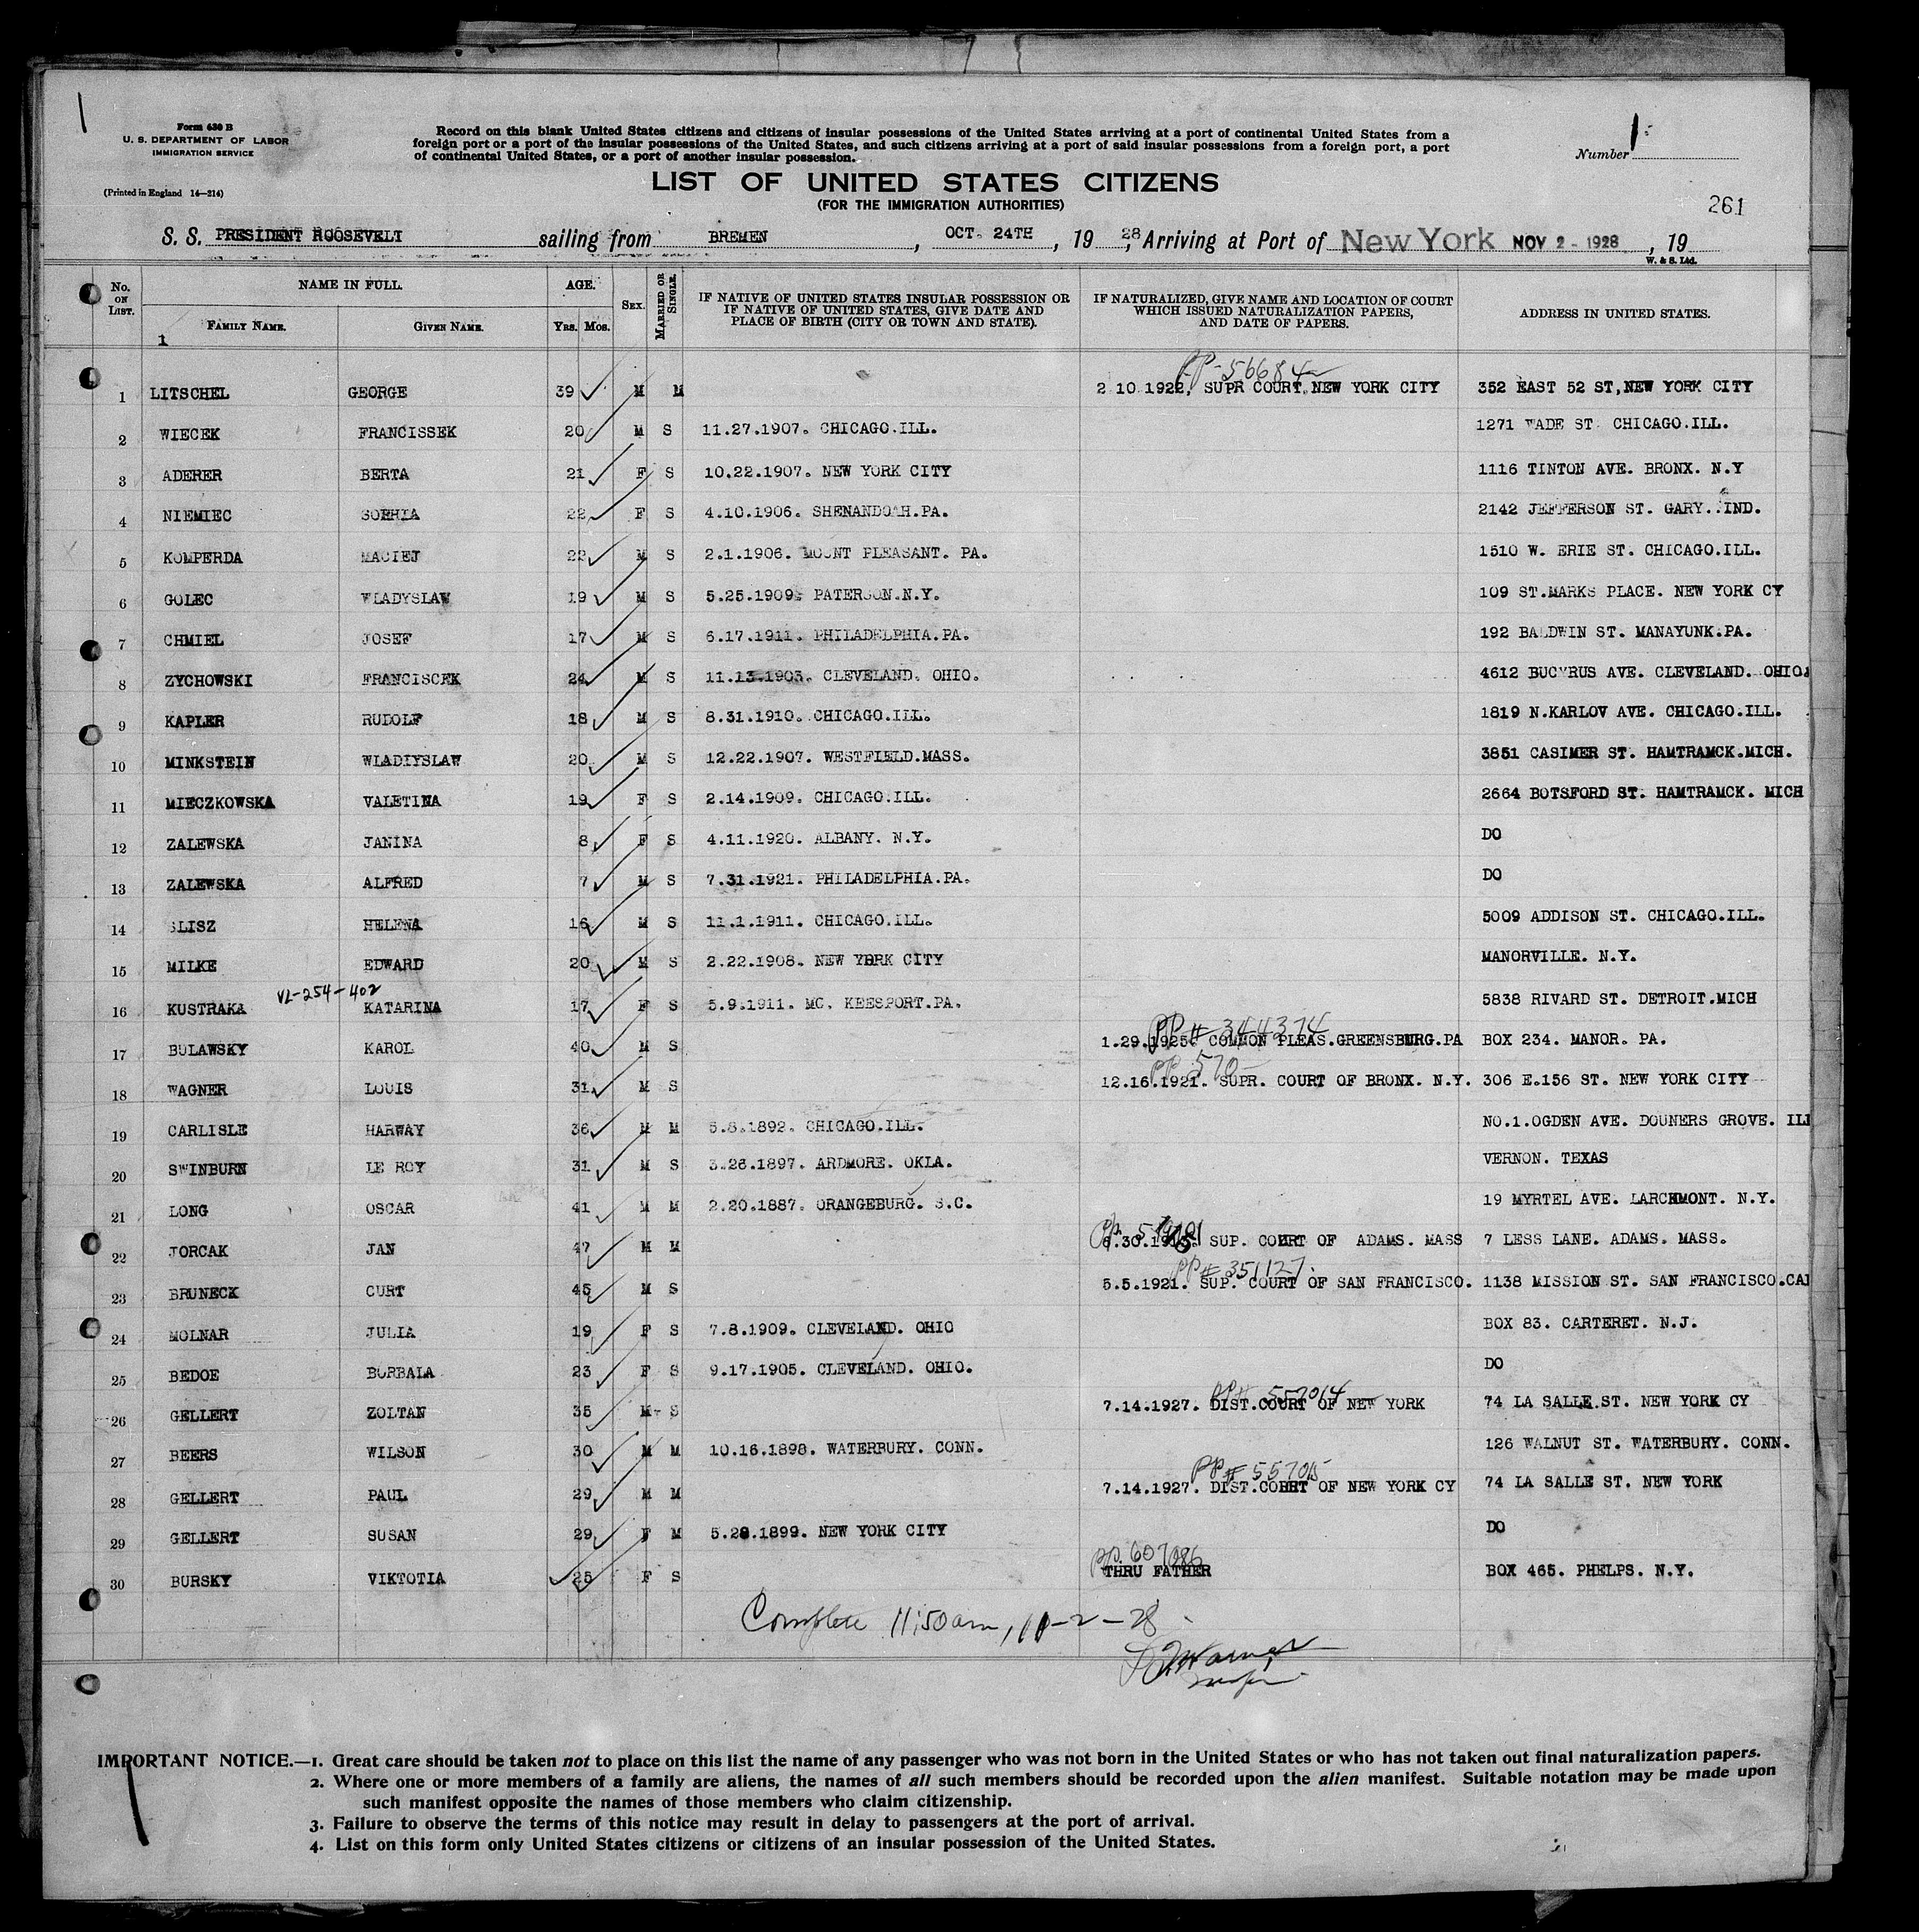 Form 630 B
U. S. DEPARTMENT OF LABOR
IMMIGRATION SERVICE
(Printed in England 14—214)
Record on this blank United States citizens and citizens of insular possessions of the United States arriving at a port of continental United States from a
foreign port or a port of the insular possessions of the United States, and such citizens arriving at a port of said insular possessions from a foreign port, a port
of continental United States, or a port of another insular possession.
Number 1
LIST OF UNITED STATES CITIZENS
(FOR THE IMMIGRATION AUTHORITIES)
261
S. S. PRESIDENT ROOSEVELT sailing from BREMEN, OCT. 24TH, 19 28, Arriving at Port of New York NOV 2 - 1928, 19
W. & S. Ltd.
No. ON LIST. NAME IN FULL. AGE. SEX. MARRIED OR SINGLE. IF NATIVE OF UNITED STATES INSULAR POSSESSION OR IF NATIVE OF UNITED STATES, GIVE DATE AND PLACE OF BIRTH (CITY OR TOWN AND STATE). IF NATURALIZED, GIVE NAME AND LOCATION OF COURT WHICH ISSUED NATURALIZATION PAPERS, AND DATE OF PAPERS. ADDRESS IN UNITED STATES.
FAMILY NAME. GIVEN NAME. YRS. MOS.
1
PP-56684
1 LITSCHEL GEORGE 39 M M 2 10.1922, SUPR COURT, NEW YORK CITY 352 EAST 52 ST, NEW YORK CITY
2 WIECEK FRANCISSEK 20 M S 11.27.1907. CHICAGO.ILL. 1271 WADE ST. CHICAGO.ILL.
3 ADERER BERTA 21 F S 10.22.1907. NEW YORK CITY 1116 TINTON AVE. BRONX. N.Y
4 NIEMIEC SOPHIA 22 F S 4.10.1906. SHENANDOAH.PA. 2142 JEFFERSON ST. GARY. IND.
5 KOMPERDA MACIEJ 22 M S 2.1.1906. MOUNT PLEASANT. PA. 1510 W. ERIE ST. CHICAGO.ILL.
6 GOLEC WLADYSLAW 19 M S 5.25.1909. PATERSON.N.Y. 109 ST.MARKS PLACE. NEW YORK CY
7 CHMIEL JOSEF 17 M S 6.17.1911. PHILADELPHIA.PA. 192 BALDWIN ST. MANAYUNK.PA.
8 ZYCHOWSKI FRANCISCEK 24 M S 11.13.1903. CLEVELAND. OHIO. 4612 BUCYRUS AVE. CLEVELAND. OHIO.
9 KAPLER RUDOLF 18 M S 8.31.1910. CHICAGO.ILL. 1819 N.KARLOV AVE. CHICAGO.ILL.
10 MINKSTEIN WLADIYSLAW 20 M S 12.22.1907. WESTFIELD.MASS. 3851 CASIMER ST. HAMTRAMCK.MICH.
11 MIECZKOWSKA VALETINA 19 F S 2.14.1909. CHICAGO.ILL. 2664 BOTSFORD ST. HAMTRAMCK. MICH
12 ZALEWSKA JANINA 8 F S 4.11.1920. ALBANY. N.Y. DO
13 ZALEWSKA ALFRED 7 M S 7.31.1921. PHILADELPHIA.PA. DO
14 SLISZ HELENA 16 M S 11.1.1911. CHICAGO.ILL. 5009 ADDISON ST. CHICAGO.ILL.
15 MILKE EDWARD 20 M S 2.22.1908. NEW YORK CITY MANORVILLE. N.Y.
VL-254-402
16 KUSTRAKA KATARINA 17 F S 5.9.1911. MC. KEESPORT.PA. 5838 RIVARD ST. DETROIT.MICH
PP # 344374
17 BULAWSKY KAROL 40 M S 1.29.1925. COMMON PLEAS.GREENSBURG.PA BOX 234. MANOR. PA.
PP 570
18 WAGNER LOUIS 31 M S 12.16.1921. SUPR. COURT OF BRONX. N.Y. 306 E.156 ST. NEW YORK CITY
19 CARLISLE HARWAY 36 M M 5.8.1892. CHICAGO.ILL. NO.1.OGDEN AVE. DOUNERS GROVE. ILL
20 SWINBURN LE ROY 31 M S 3.26.1897. ARDMORE. OKLA. VERNON. TEXAS
21 LONG OSCAR 41 M M 2.20.1887. ORANGEBURG. S.C. 19 MYRTEL AVE. LARCHMONT. N.Y.
22 JORCAK JAN 47 M M SUP. COURT OF ADAMS. MASS 7 LESS LANE. ADAMS. MASS.
PP # 351127
23 BRUNECK CURT 45 M S 5.5.1921. SUP. COURT OF SAN FRANCISCO. 1138 MISSION ST. SAN FRANCISCO.CAL
24 MOLNAR JULIA 19 F S 7.8.1909. CLEVELAND. OHIO BOX 83. CARTERET. N.J.
25 BEDOE BORBALA 23 F S 9.17.1905. CLEVELAND. OHIO. DO
PP# 557014
26 GELLERT ZOLTAN 35 M S 7.14.1927. DIST.COURT OF NEW YORK 74 LA SALLE.ST. NEW YORK CY
27 BEERS WILSON 30 M M 10.16.1898. WATERBURY. CONN. 126 WALNUT ST. WATERBURY. CONN.
PP # 557015
28 GELLERT PAUL 29 M M 7.14.1927. DIST.COURT OF NEW YORK CY 74 LA SALLE ST. NEW YORK
29 GELLERT SUSAN 29 F M 5.28.1899. NEW YORK CITY DO
PP. 607086
30 BURSKY VIKTOTIA 25 F S THRU FATHER BOX 465. PHELPS. N.Y.
Complete 11:50 am, 11-2-28
IMPORTANT NOTICE.—1. Great care should be taken not to place on this list the name of any passenger who was not born in the United States or who has not taken out final naturalization papers.
2. Where one or more members of a family are aliens, the names of all such members should be recorded upon the alien manifest. Suitable notation may be made upon
such manifest opposite the names of those members who claim citizenship.
3. Failure to observe the terms of this notice may result in delay to passengers at the port of arrival.
4. List on this form only United States citizens or citizens of an insular possession of the United States.